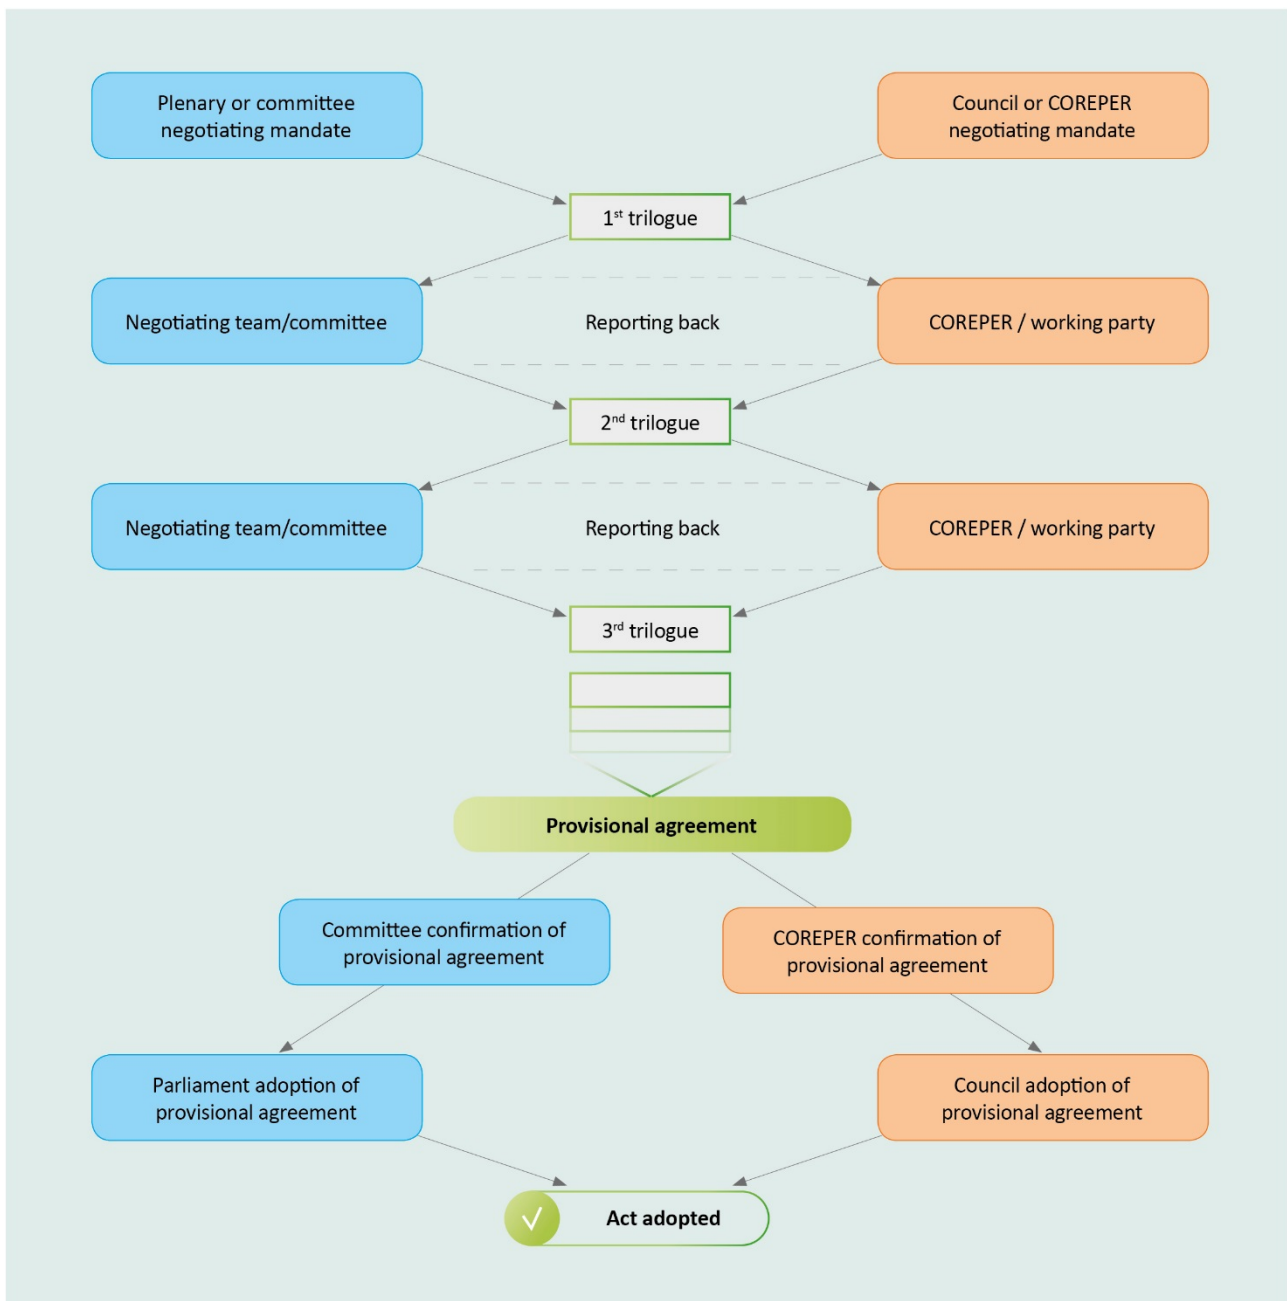 Plenary or committee
negotiating mandate
Council or COREPER
negotiating mandate
1st trilogue
Negotiating team/committee
Reporting back
COREPER / working party
2nd trilogue
Negotiating team/committee
Reporting back
COREPER / working party
3rd trilogue
Provisional agreement
Committee confirmation of
provisional agreement
COREPER confirmation of
provisional agreement
Parliament adoption of
provisional agreement
Council adoption of
provisional agreement
Act adopted